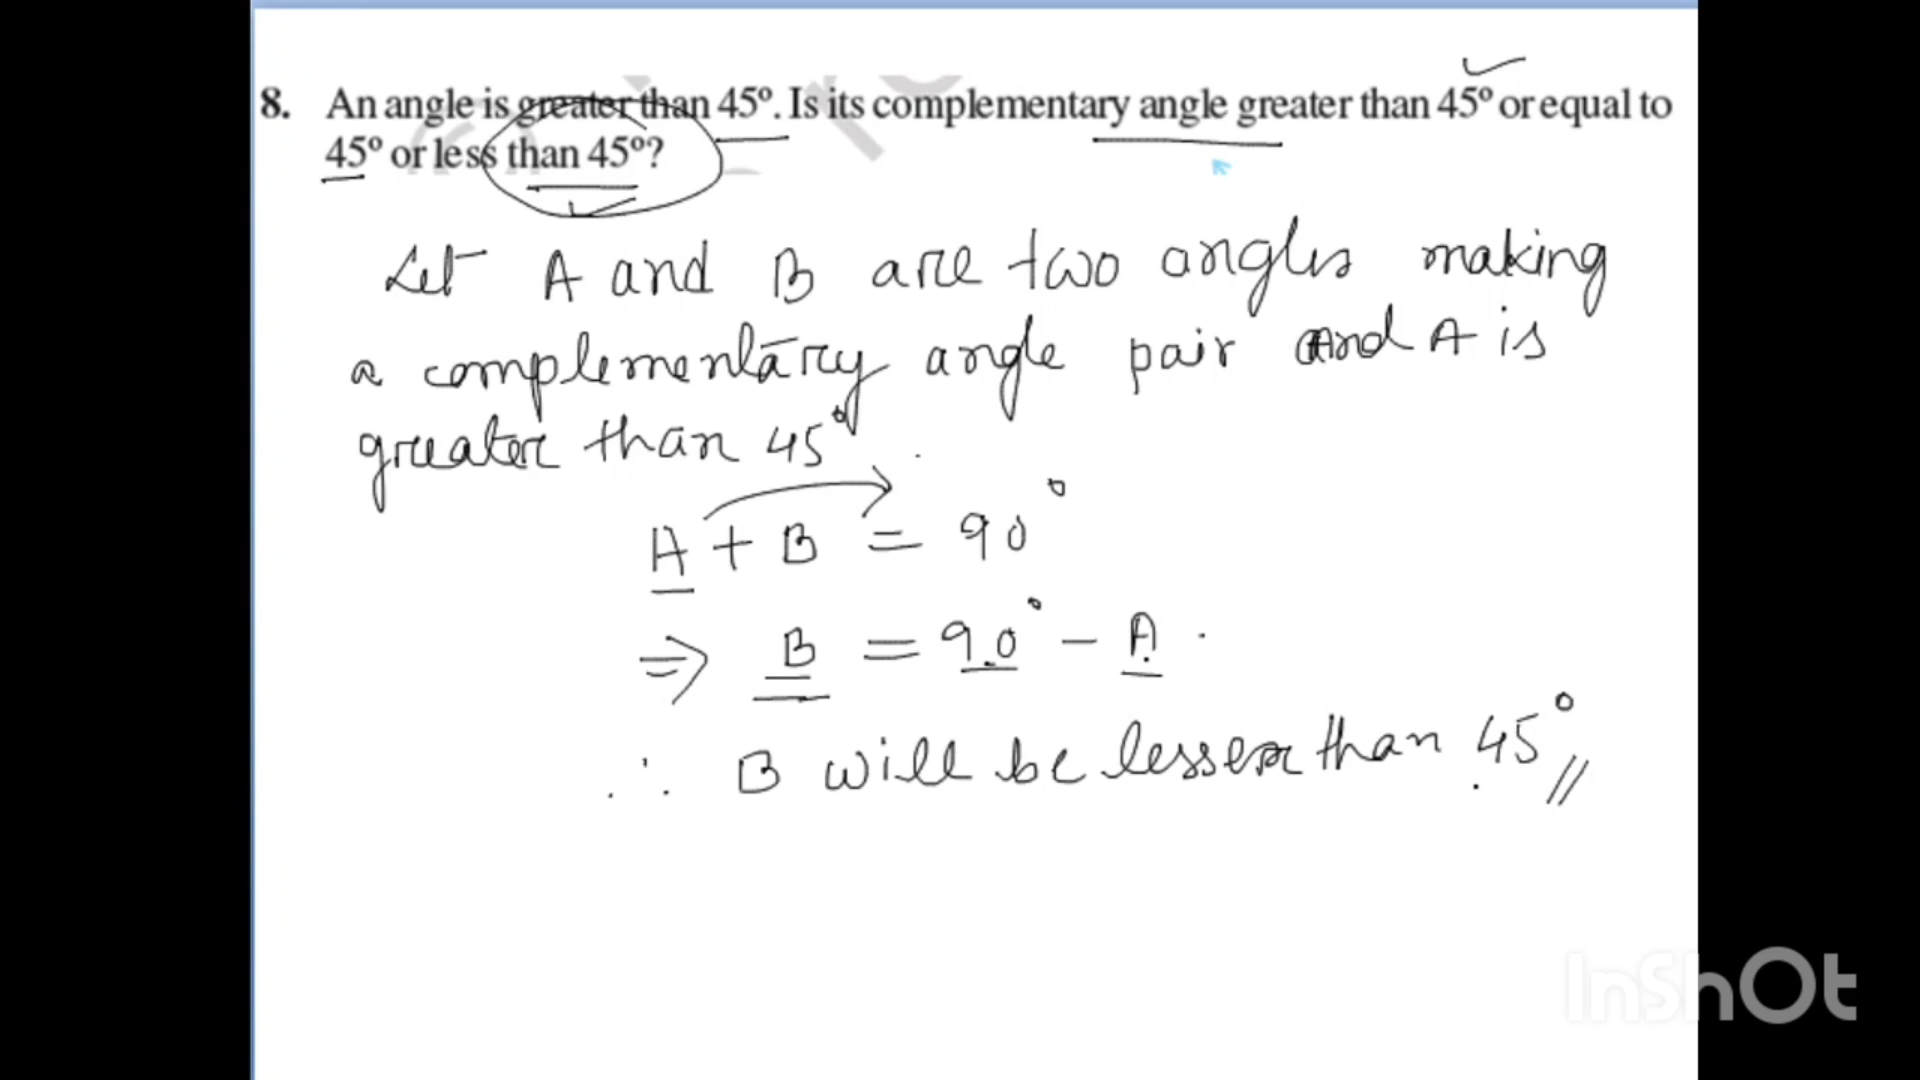 8. An angle is greater than 45°. Is its complementary angle greater than 45° or equal to
45° or less than 45°?
Let A and B are two angles making
a complementary angle pair and A is
greater than 45°.
A + B = 90°
⇒ B = 90° - A.
∴ B will be lesser than 45° //
InShOt